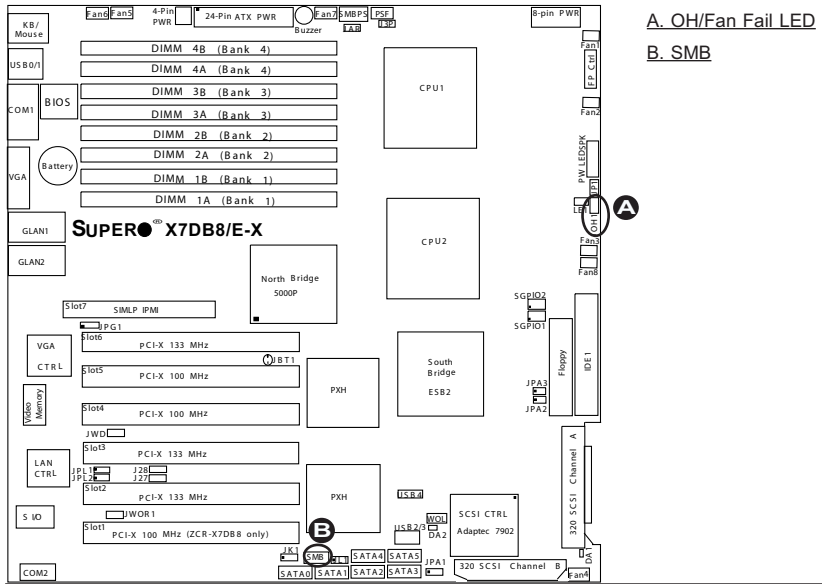 Fan6 Fan5
4-Pin
PWR
24-Pin ATX PWR
Buzzer
Fan7
SMBPS
PSF
JAR
J3P
8-pin PWR
A. OH/Fan Fail LED
B. SMB
KB/
Mouse
USB0/1
COM1
BIOS
Battery
VGA
GLAN1
GLAN2
DIMM 4B (Bank 4)
DIMM 4A (Bank 4)
DIMM 3B (Bank 3)
DIMM 3A (Bank 3)
DIMM 2B (Bank 2)
DIMM 2A (Bank 2)
DIMM 1B (Bank 1)
DIMM 1A (Bank 1)
SUPER® X7DB8/E-X
CPU1
CPU2
Fan1
FP Ctrl
Fan2
PW LEDSPK
JP1
LE1
OH1
A
Fan3
Fan8
North Bridge
5000P
Slot7
SIMLP IPMI
JPG1
Slot6
PCI-X 133 MHz
JBT1
VGA
CTRL
Slot5
PCI-X 100 MHz
PXH
South
Bridge
ESB2
SGPIO2
SGPIO1
Floppy
IDE1
JPA3
JPA2
Video
Memory
Slot4
PCI-X 100 MHz
JWD
Slot3
PCI-X 133 MHz
LAN
CTRL
JPL1
JPL2
J28
J27
Slot2
PCI-X 133 MHz
PXH
USB4
S I/O
JWOR1
Slot1
PCI-X 100 MHz (ZCR-X7DB8 only)
B
USB2/3
WOL
DA2
SCSI CTRL
Adaptec 7902
320 SCSI Channel A
DA1
COM2
JK1
SMB
SATA4 SATA5
SATA0 SATA1 SATA2 SATA3
JPA1
320 SCSI Channel B
Fan4